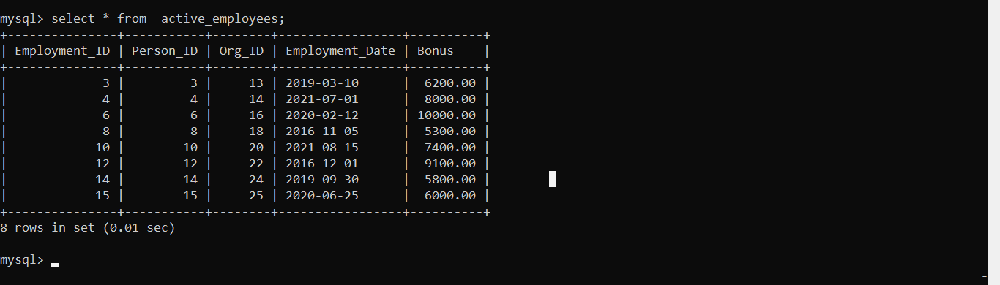 mysql> select * from  active_employees;
+---------------+-----------+--------+-----------------+----------+
| Employment_ID | Person_ID | Org_ID | Employment_Date | Bonus    |
+---------------+-----------+--------+-----------------+----------+
|             3 |         3 |     13 | 2019-03-10      |  6200.00 |
|             4 |         4 |     14 | 2021-07-01      |  8000.00 |
|             6 |         6 |     16 | 2020-02-12      | 10000.00 |
|             8 |         8 |     18 | 2016-11-05      |  5300.00 |
|            10 |        10 |     20 | 2021-08-15      |  7400.00 |
|            12 |        12 |     22 | 2016-12-01      |  9100.00 |
|            14 |        14 |     24 | 2019-09-30      |  5800.00 |
|            15 |        15 |     25 | 2020-06-25      |  6000.00 |
+---------------+-----------+--------+-----------------+----------+
8 rows in set (0.01 sec)

mysql>